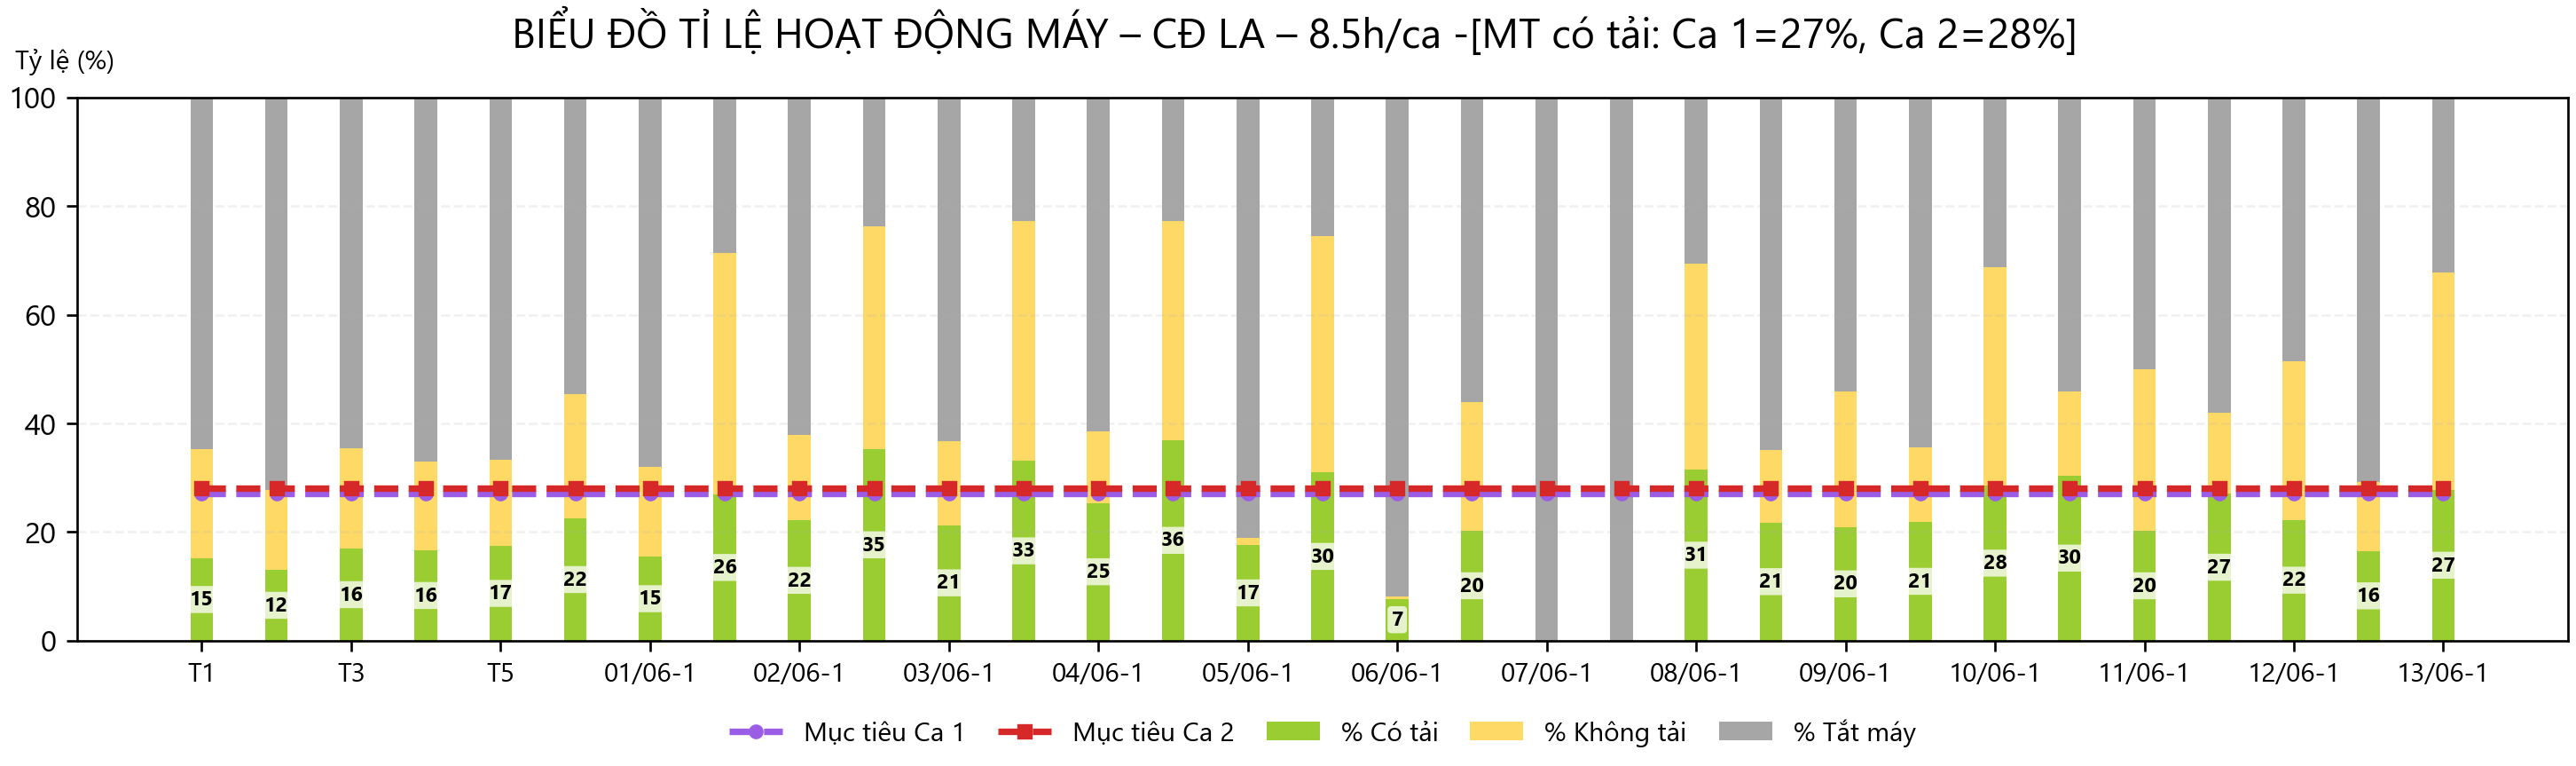 BIỂU ĐỒ TỈ LỆ HOẠT ĐỘNG MÁY – CĐ LA – 8.5h/ca -[MT có tải: Ca 1=27%, Ca 2=28%]
Tỷ lệ (%)
100
80
60
40
20
0
15 12 16 16 17 22 15 26 22 35 21 33 25 36 17 30 7 20 31 21 20 21 28 30 20 27 22 16 27
T1 T3 T5 01/06-1 02/06-1 03/06-1 04/06-1 05/06-1 06/06-1 07/06-1 08/06-1 09/06-1 10/06-1 11/06-1 12/06-1 13/06-1
Mục tiêu Ca 1 Mục tiêu Ca 2 % Có tải % Không tải % Tắt máy